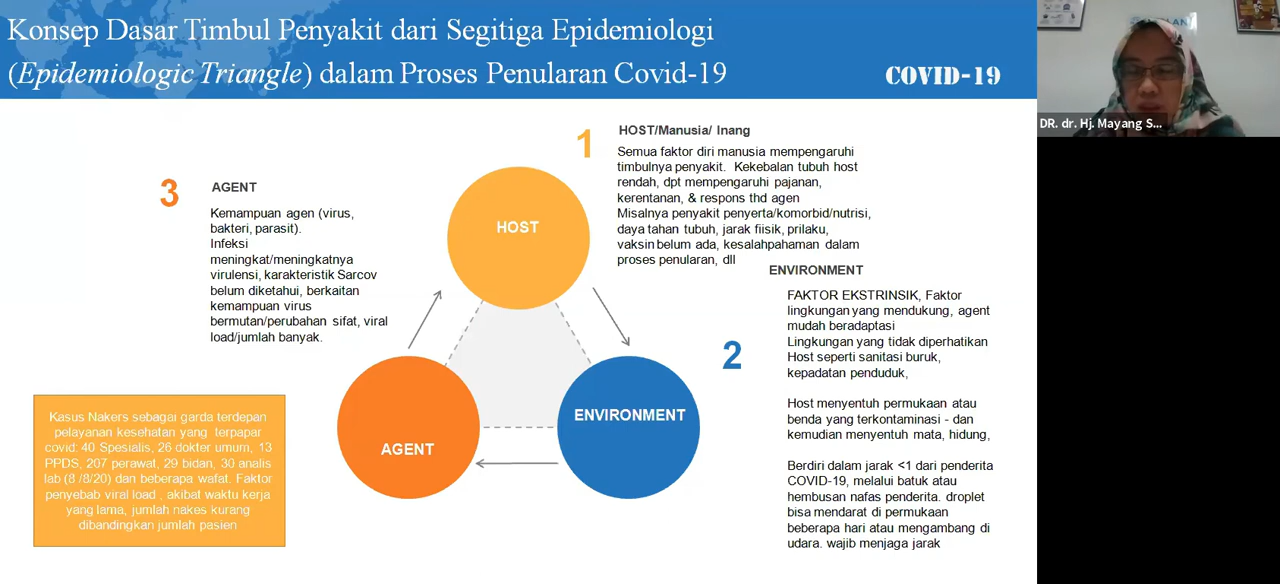 Konsep Dasar Timbul Penyakit dari Segitiga Epidemiologi
(Epidemiologic Triangle) dalam Proses Penularan Covid-19
COVID-19
DR. dr. Hj. Mayang S...
1
HOST/Manusia/ Inang
Semua faktor diri manusia mempengaruhi
timbulnya penyakit. Kekebalan tubuh host
rendah, dpt mempengaruhi pajanan,
kerentanan, & respons thd agen
Misalnya penyakit penyerta/komorbid/nutrisi,
daya tahan tubuh, jarak fiisik, prilaku,
vaksin belum ada, kesalahpahaman dalam
proses penularan, dll
3
AGENT
Kemampuan agen (virus,
bakteri, parasit).
Infeksi
meningkat/meningkatnya
virulensi, karakteristik Sarcov
belum diketahui, berkaitan
kemampuan virus
bermutan/perubahan sifat, viral
load/jumlah banyak.
HOST
ENVIRONMENT
AGENT
2
ENVIRONMENT
FAKTOR EKSTRINSIK, Faktor
lingkungan yang mendukung, agent
mudah beradaptasi
Lingkungan yang tidak diperhatikan
Host seperti sanitasi buruk,
kepadatan penduduk,
Host menyentuh permukaan atau
benda yang terkontaminasi - dan
kemudian menyentuh mata, hidung,
Berdiri dalam jarak <1 dari penderita
COVID-19, melalui batuk atau
hembusan nafas penderita. droplet
bisa mendarat di permukaan
beberapa hari atau mengambang di
udara. wajib menjaga jarak
Kasus Nakers sebagai garda terdepan
pelayanan kesehatan yang terpapar
covid: 40 Spesialis, 26 dokter umum, 13
PPDS, 207 perawat, 29 bidan, 30 analis
lab (8 /8/20) dan beberapa wafat. Faktor
penyebab viral load , akibat waktu kerja
yang lama, jumlah nakes kurang
dibandingkan jumlah pasien